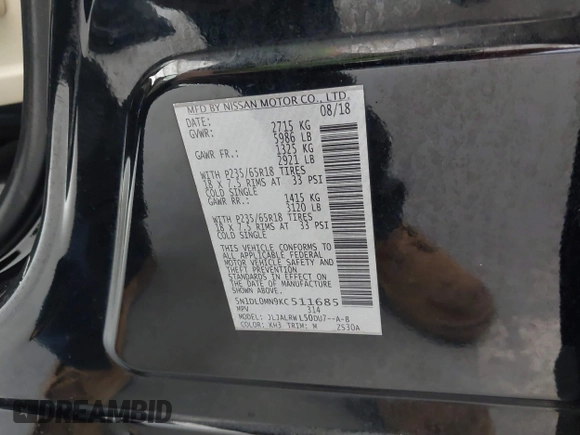 MFD BY NISSAN MOTOR CO., LTD.
DATE: 08/18
GVWR: 2715 KG
5986 LB
GAWR FR.: 1325 KG
2921 LB
WITH P235/65R18 TIRES
18 X 7.5 RIMS AT 33 PSI
COLD SINGLE
GAWR RR.: 1415 KG
3120 LB
WITH P235/65R18 TIRES
18 X 7.5 RIMS AT 33 PSI
COLD SINGLE
THIS VEHICLE CONFORMS TO
ALL APPLICABLE FEDERAL
MOTOR VEHICLE SAFETY AND
THEFT PREVENTION
STANDARDS IN EFFECT ON
THE DATE OF MANUFACTURE
SHOWN ABOVE.
5N1DL0MN9KC511685
MPV 314
MODEL: JLJALRWL50DU7--A-B
COLOR: KH3 TRIM: M ZS30A
DREAMBID